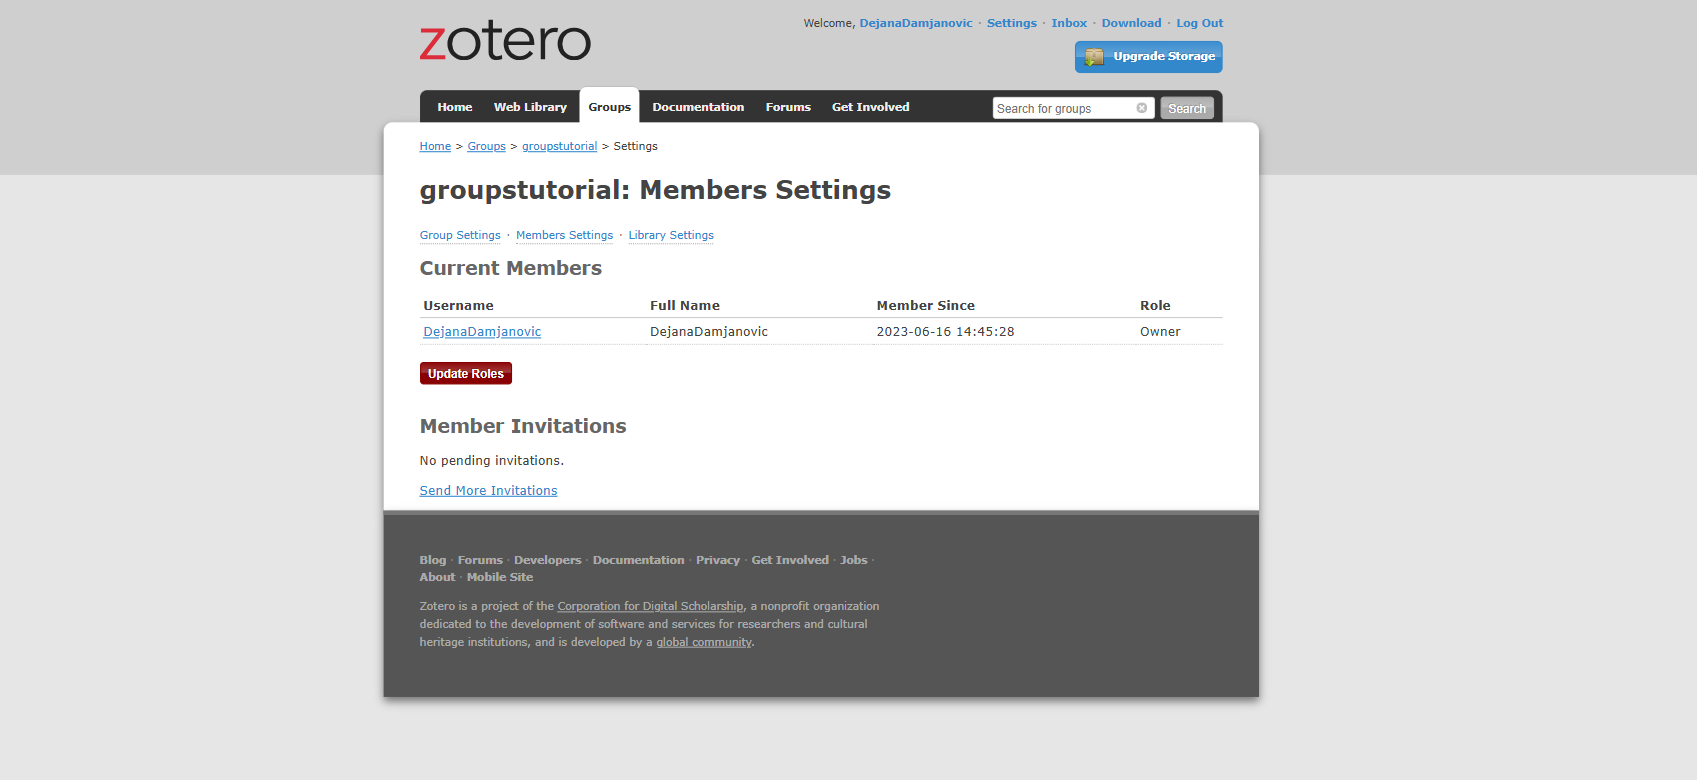 zotero
Welcome, DejanaDamjanovic · Settings · Inbox · Download · Log Out
Upgrade Storage
Home Web Library Groups Documentation Forums Get Involved Search for groups Search
Home > Groups > groupstutorial > Settings
groupstutorial: Members Settings
Group Settings · Members Settings · Library Settings
Current Members
Username Full Name Member Since Role
DejanaDamjanovic DejanaDamjanovic 2023-06-16 14:45:28 Owner
Update Roles
Member Invitations
No pending invitations.
Send More Invitations
Blog · Forums · Developers · Documentation · Privacy · Get Involved · Jobs ·
About · Mobile Site
Zotero is a project of the Corporation for Digital Scholarship, a nonprofit organization
dedicated to the development of software and services for researchers and cultural
heritage institutions, and is developed by a global community.